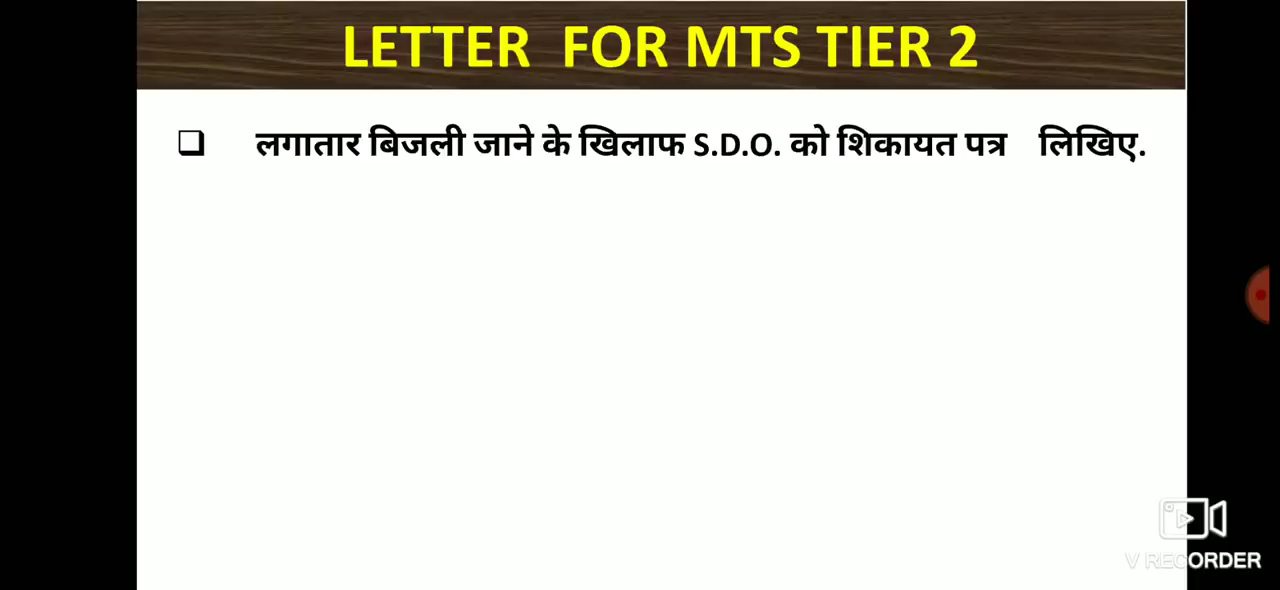 LETTER FOR MTS TIER 2
❑ लगातार बिजली जाने के खिलाफ S.D.O. को शिकायत पत्र लिखिए.
V RECORDER